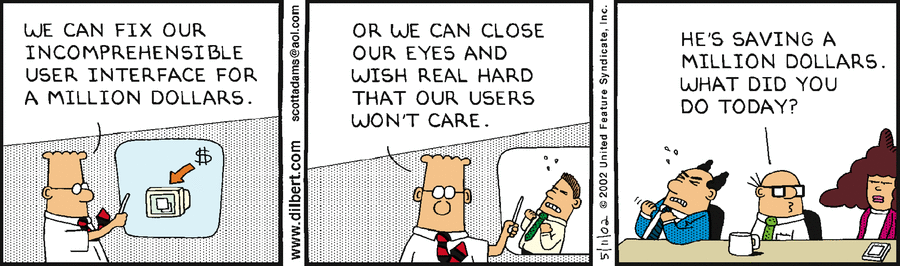 WE CAN FIX OUR
INCOMPREHENSIBLE
USER INTERFACE FOR
A MILLION DOLLARS.
$
www.dilbert.com
scottadams@aol.com
OR WE CAN CLOSE
OUR EYES AND
WISH REAL HARD
THAT OUR USERS
WON'T CARE.
5/11/02 © 2002 United Feature Syndicate, Inc.
HE'S SAVING A
MILLION DOLLARS.
WHAT DID YOU
DO TODAY?